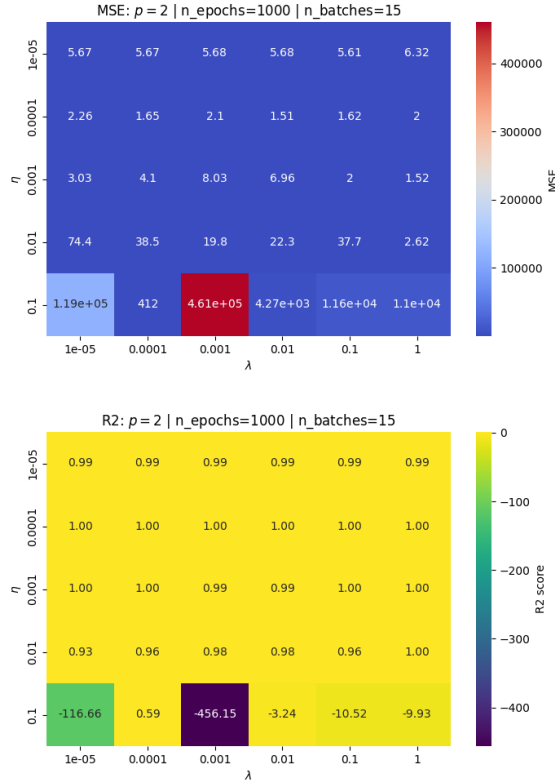 MSE: p = 2 | n_epochs=1000 | n_batches=15
1e-05 5.67 5.67 5.68 5.68 5.61 6.32
0.0001 2.26 1.65 2.1 1.51 1.62 2
0.001 3.03 4.1 8.03 6.96 2 1.52
0.01 74.4 38.5 19.8 22.3 37.7 2.62
0.1 1.19e+05 412 4.61e+05 4.27e+03 1.16e+04 1.1e+04
1e-05 0.0001 0.001 0.01 0.1 1
λ
η
400000
300000
200000
100000
MSE
R2: p = 2 | n_epochs=1000 | n_batches=15
1e-05 0.99 0.99 0.99 0.99 0.99 0.99
0.0001 1.00 1.00 1.00 1.00 1.00 1.00
0.001 1.00 1.00 0.99 0.99 1.00 1.00
0.01 0.93 0.96 0.98 0.98 0.96 1.00
0.1 -116.66 0.59 -456.15 -3.24 -10.52 -9.93
1e-05 0.0001 0.001 0.01 0.1 1
λ
η
0
−100
−200
−300
−400
R2 score